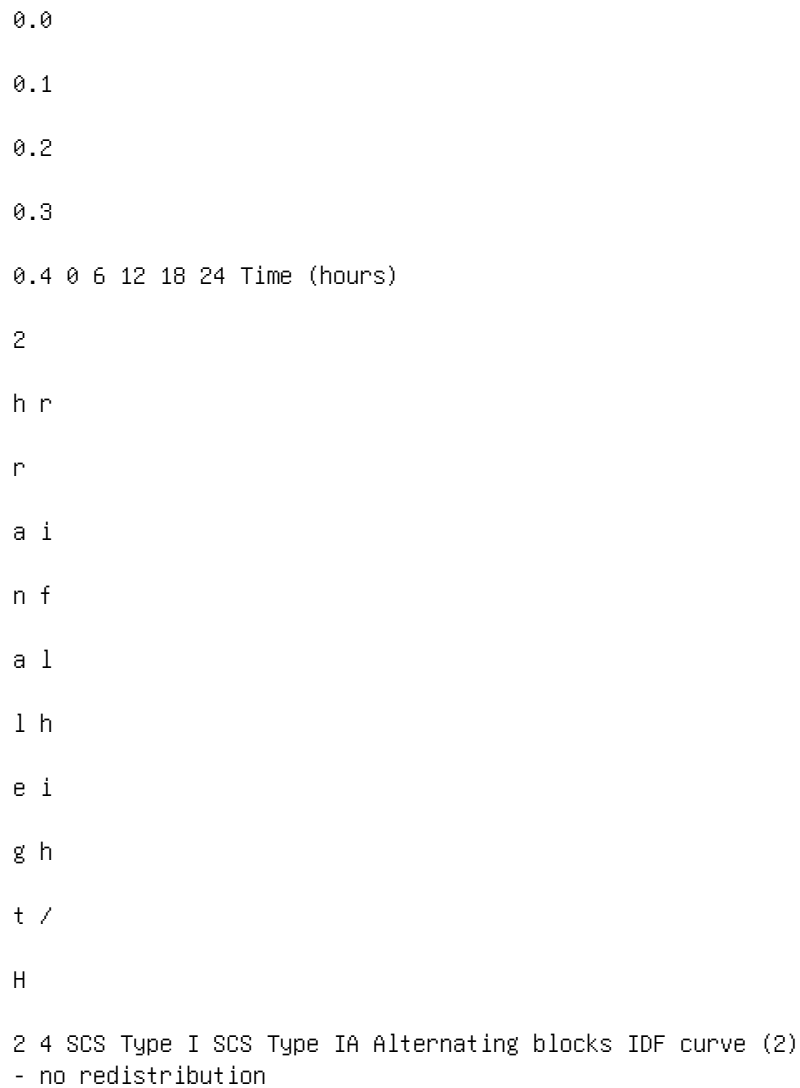 0.0
0.1
0.2
0.3
0.4 0 6 12 18 24 Time (hours)
2
h r
r
a i
n f
a l
l h
e i
g h
t /
H
2 4 SCS Type I SCS Type IA Alternating blocks IDF curve (2)
- no redistribution